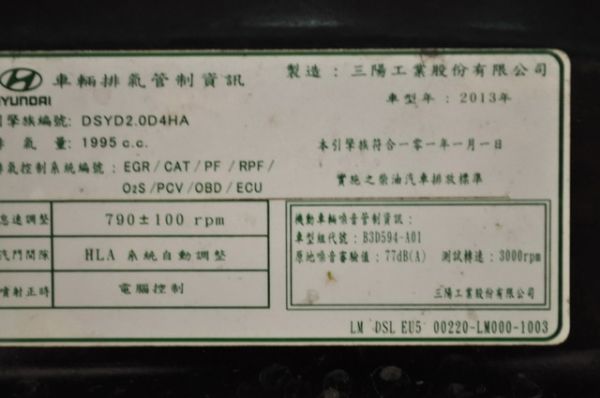 車輛排氣管制資訊
製造：三陽工業股份有限公司
HYUNDAI
車型年：2013年
引擎族編號：DSYD2.0D4HA
排氣量：1995 c.c.
本引擎族符合一○一年一月一日
排氣控制系統編號：EGR/CAT/PF/RPF/
O2S/PCV/OBD/ECU
實施之柴油汽車排放標準
怠速調整 790±100 rpm
汽門間隙 HLA 系統自動調整
噴射正時 電腦控制
機動車輛噪音管制資訊：
車型組代號：B3D594-A01
原地噪音審驗值：77dB(A) 測試轉速：3000rpm
三陽工業股份有限公司
LM DSL EU5 00220-LM000-1003